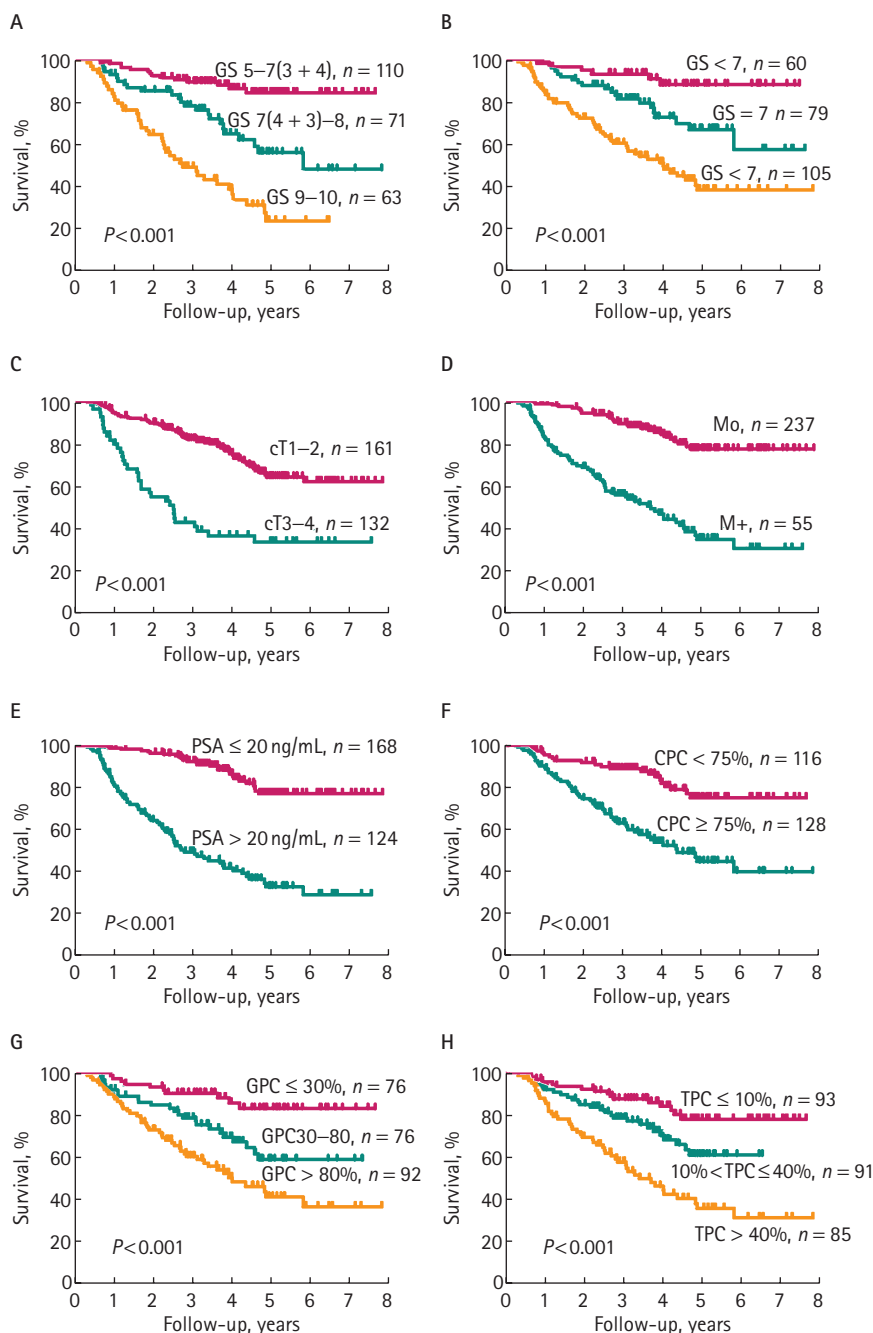 A
100
80
60
40
20
0
Survival, %
GS 5–7(3 + 4), n = 110
GS 7(4 + 3)–8, n = 71
GS 9–10, n = 63
P<0.001
0 1 2 3 4 5 6 7 8
Follow-up, years
B
100
80
60
40
20
0
Survival, %
GS < 7, n = 60
GS = 7 n = 79
GS < 7, n = 105
P<0.001
0 1 2 3 4 5 6 7 8
Follow-up, years
C
100
80
60
40
20
0
Survival, %
cT1–2, n = 161
cT3–4, n = 132
P<0.001
0 1 2 3 4 5 6 7 8
Follow-up, years
D
100
80
60
40
80
0
Survival, %
Mo, n = 237
M+, n = 55
P<0.001
0 1 2 3 4 5 6 7 8
Follow-up, years
E
100
80
60
40
20
0
Survival, %
PSA ≤ 20 ng/mL, n = 168
PSA > 20 ng/mL, n = 124
P<0.001
0 1 2 3 4 5 6 7 8
Follow-up, years
F
100
80
60
40
20
0
Survival, %
CPC < 75%, n = 116
CPC ≥ 75%, n = 128
P<0.001
0 1 2 3 4 5 6 7 8
Follow-up, years
G
100
80
60
40
20
0
Survival, %
GPC ≤ 30%, n = 76
GPC30–80, n = 76
GPC > 80%, n = 92
P<0.001
0 1 2 3 4 5 6 7 8
Follow-up, years
H
100
80
60
40
20
0
Survival, %
TPC ≤ 10%, n = 93
10%<TPC≤40%, n = 91
TPC > 40%, n = 85
P<0.001
0 1 2 3 4 5 6 7 8
Follow-up, years